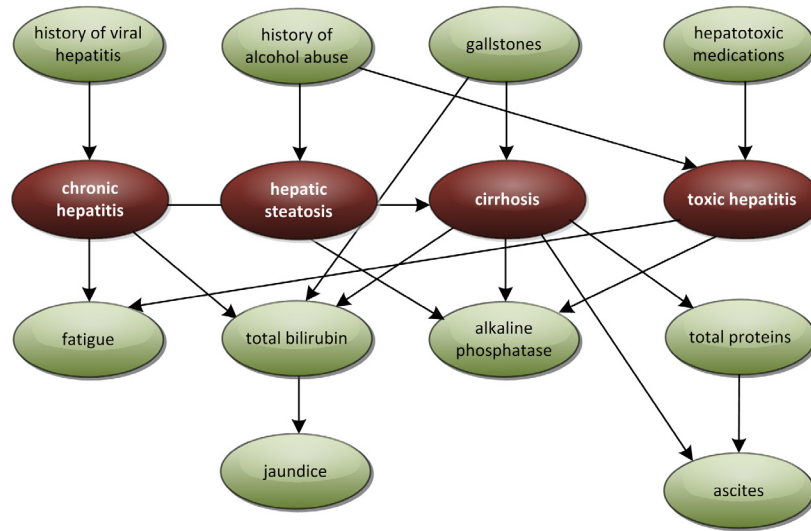 history of viral
hepatitis
history of
alcohol abuse
gallstones
hepatotoxic
medications
chronic
hepatitis
hepatic
steatosis
cirrhosis
toxic hepatitis
fatigue
total bilirubin
alkaline
phosphatase
total proteins
jaundice
ascites